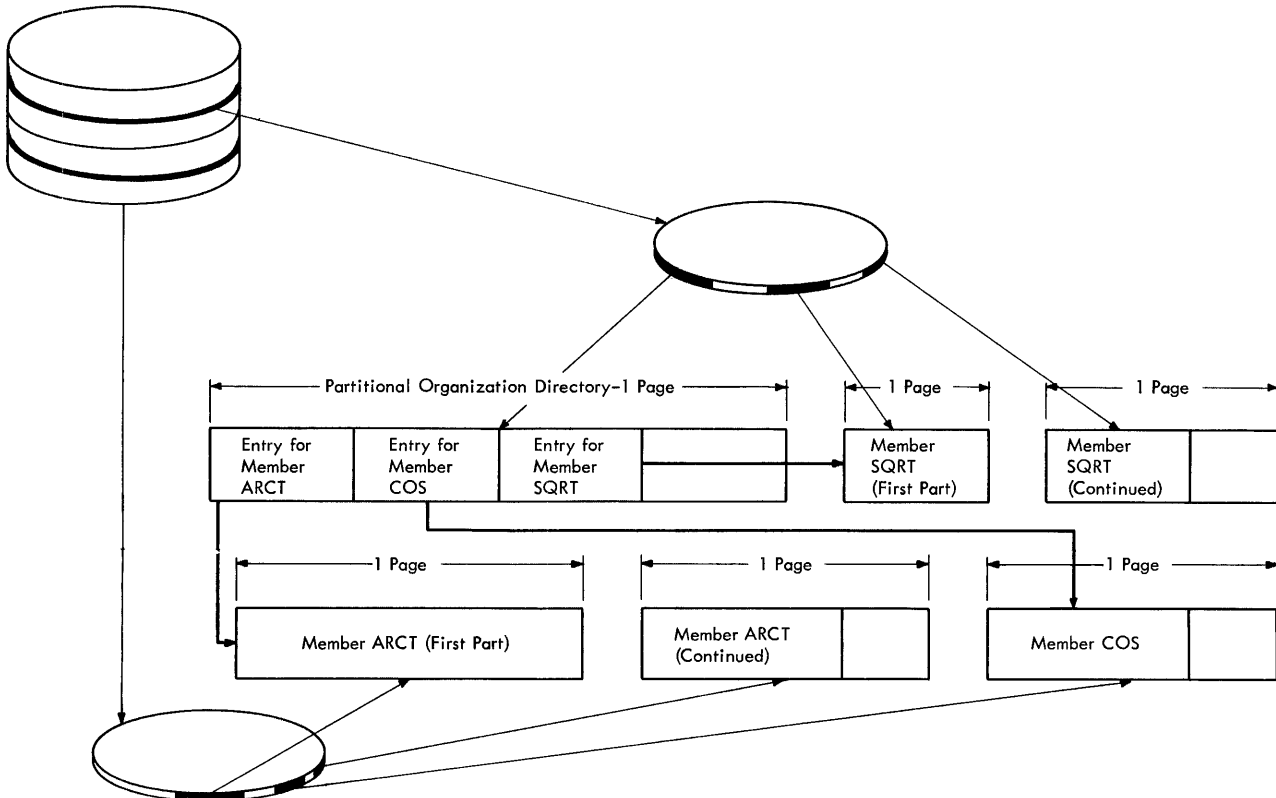 Partitional Organization Directory-1 Page
1 Page
1 Page
Entry for
Member
ARCT
Entry for
Member
COS
Entry for
Member
SQRT
Member
SQRT
(First Part)
Member
SQRT
(Continued)
1 Page
1 Page
1 Page
Member ARCT (First Part)
Member ARCT
(Continued)
Member COS